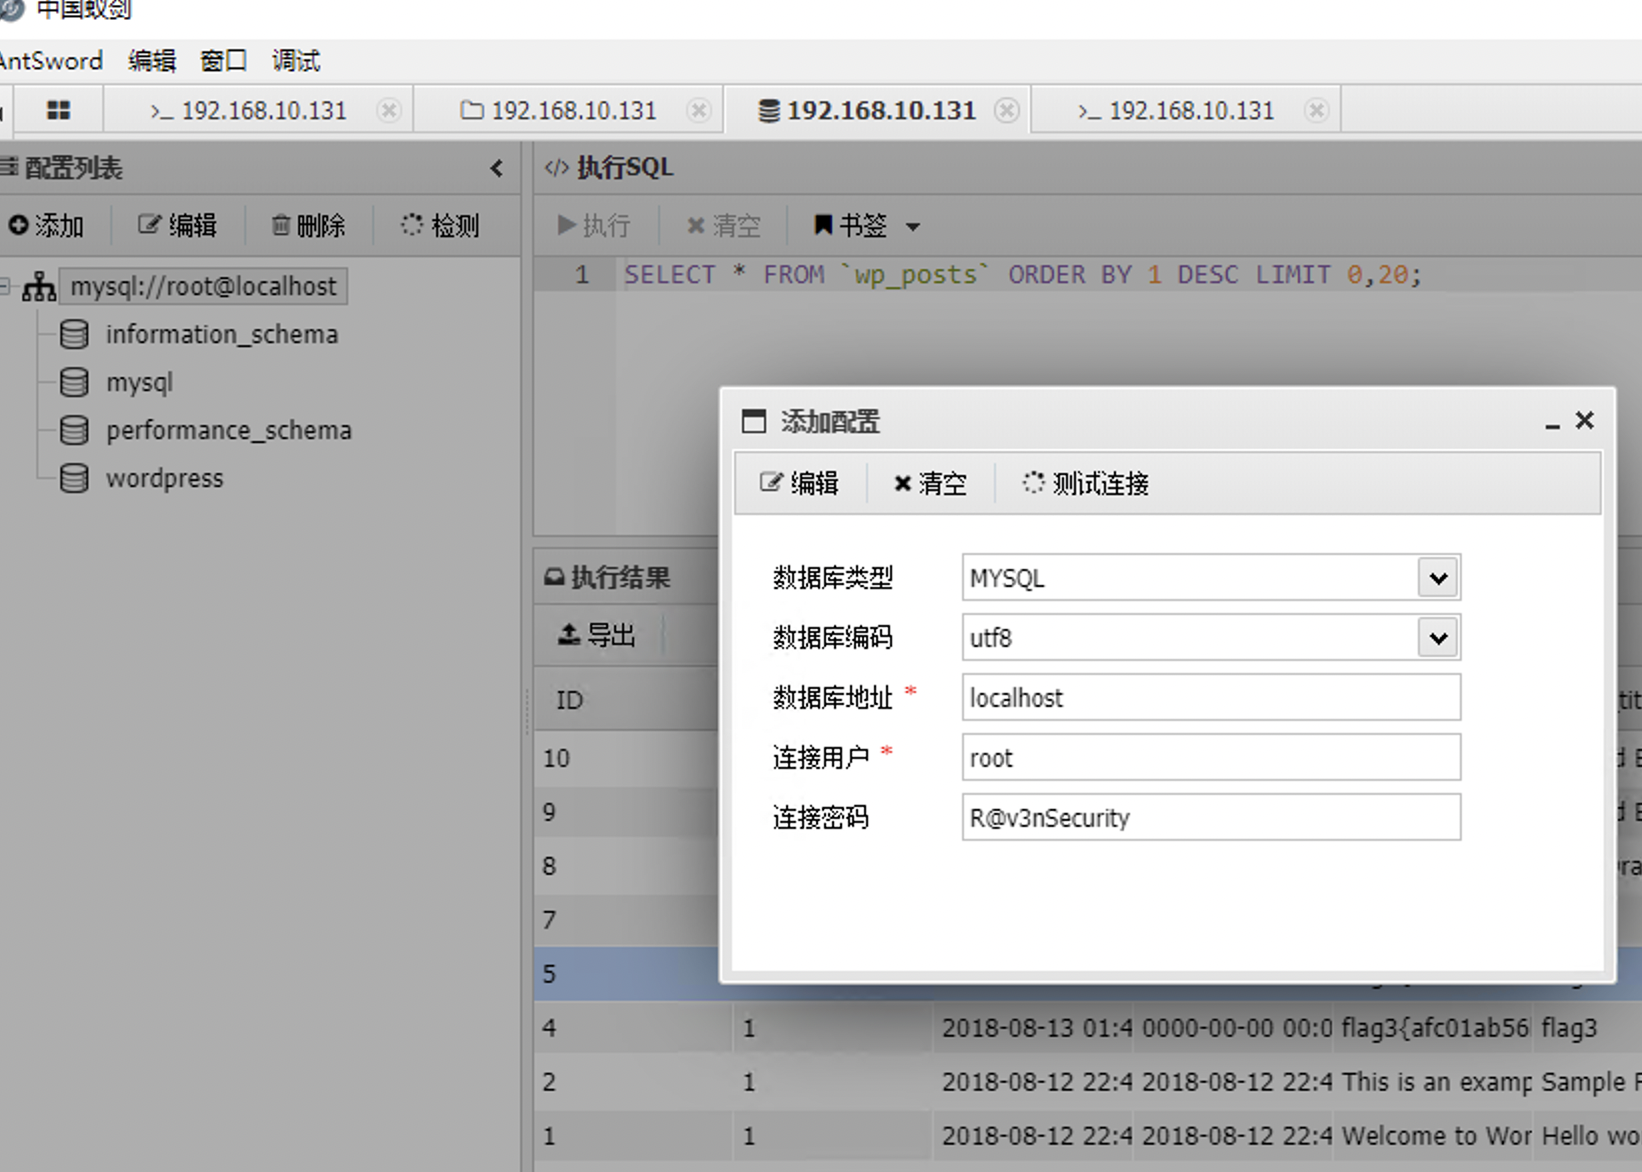 中国蚁剑
AntSword 编辑 窗口 调试
192.168.10.131 192.168.10.131 192.168.10.131 192.168.10.131
配置列表
添加 编辑 删除 检测
mysql://root@localhost
information_schema
mysql
performance_schema
wordpress
</> 执行SQL
执行 清空 书签
1 SELECT * FROM `wp_posts` ORDER BY 1 DESC LIMIT 0,20;
添加配置
编辑 清空 测试连接
数据库类型 MYSQL
数据库编码 utf8
数据库地址 * localhost
连接用户 * root
连接密码 R@v3nSecurity
执行结果
导出
ID
10
9
8
7
5
4 1 2018-08-13 01:4 0000-00-00 00:0 flag3{afc01ab56 flag3
2 1 2018-08-12 22:4 2018-08-12 22:4 This is an examp Sample
1 1 2018-08-12 22:4 2018-08-12 22:4 Welcome to Wor Hello wo